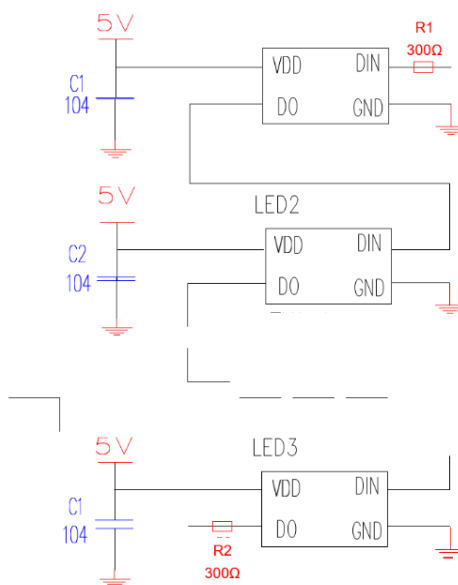 5V
R1
300Ω
C1
104
VDD DIN
DO GND
5V
LED2
C2
104
VDD DIN
DO GND
5V
LED3
C1
104
VDD DIN
DO GND
R2
300Ω